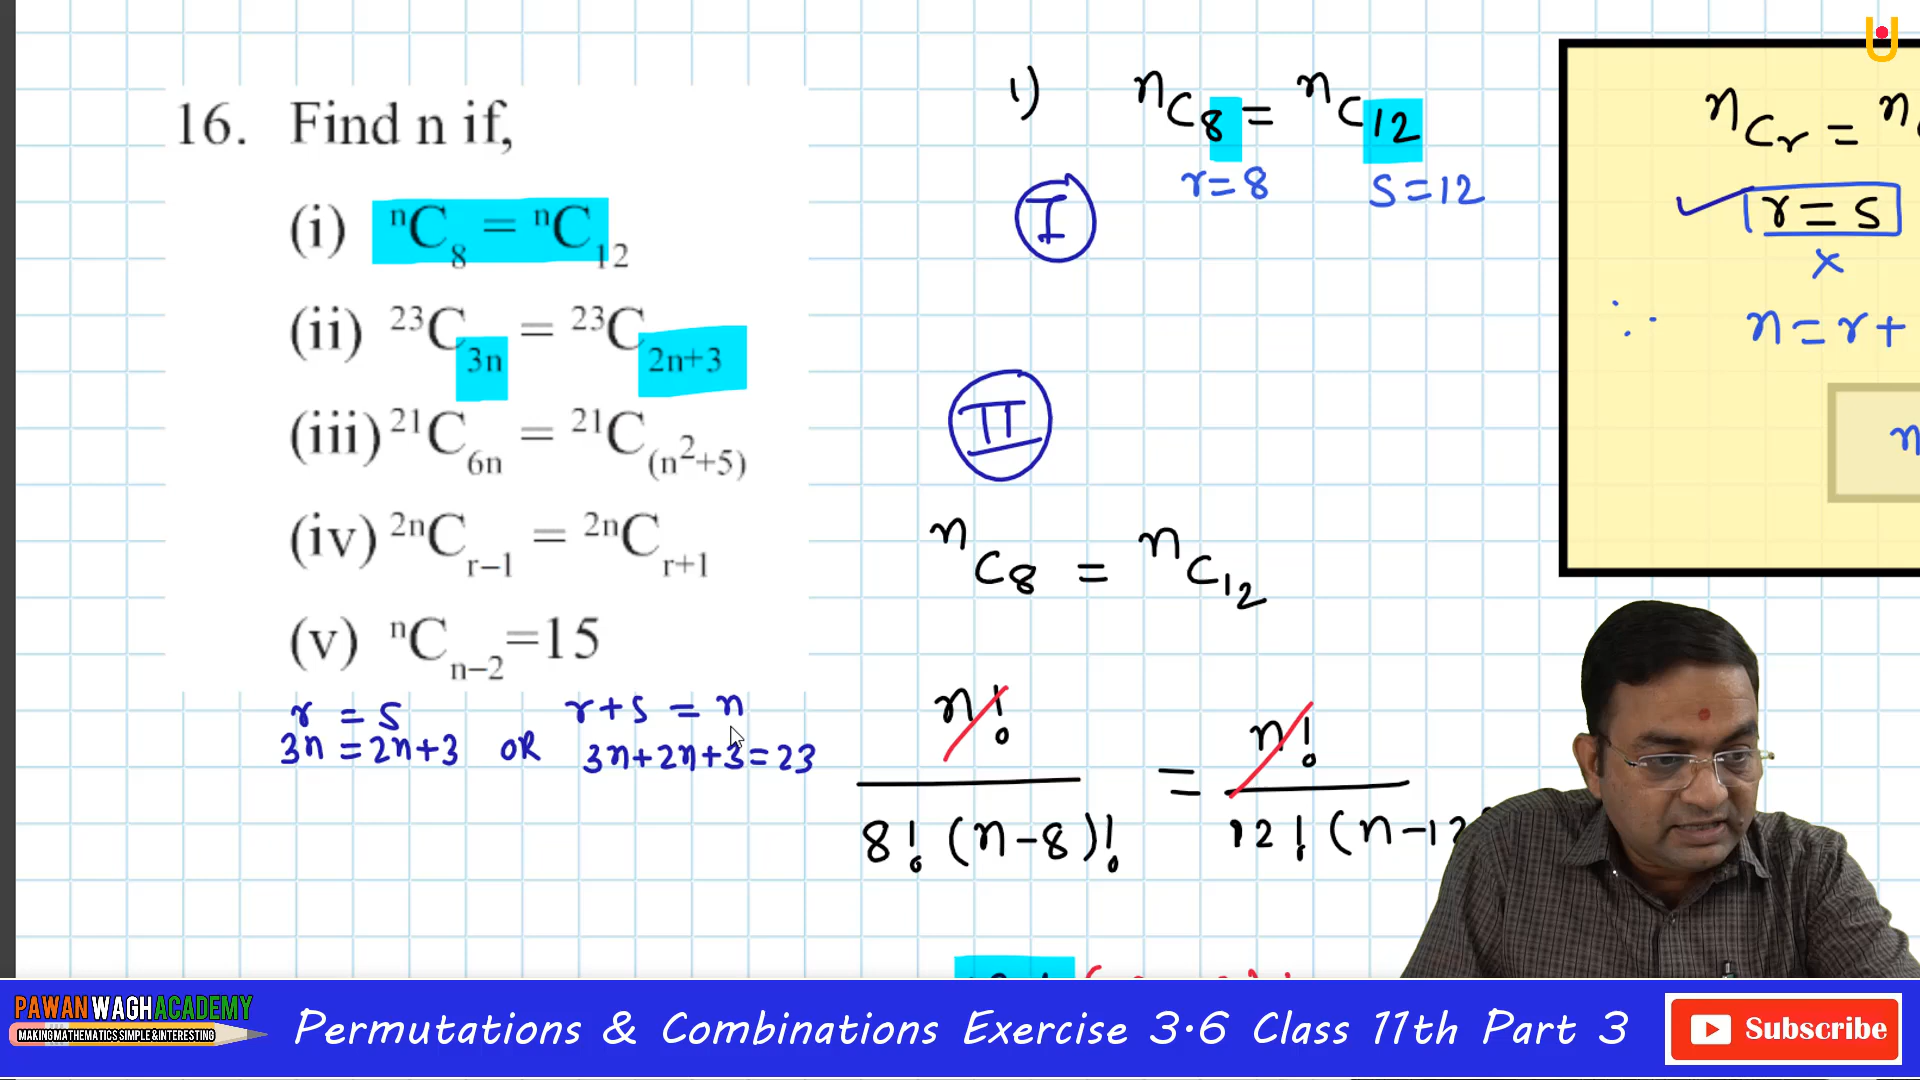 16. Find n if,
(i) ⁿC₈ = ⁿC₁₂
(ii) ²³C₃ₙ = ²³C₂ₙ₊₃
(iii) ²¹C₆ₙ = ²¹C₍ₙ²₊₅₎
(iv) ²ⁿCᵣ₋₁ = ²ⁿCᵣ₊₁
(v) ⁿCₙ₋₂ =15
r = s
r+s = n
3n = 2n+3 OR 3n+2n+3=23
1) ⁿC₈ = ⁿC₁₂
r=8 s=12
I
II
ⁿC₈ = ⁿC₁₂
n! = n!
8!(n-8)! 12!(n-12
ⁿCᵣ = ⁿ
r=s
x
∴ n=r+
n
PAWAN WAGH ACADEMY
MAKING MATHEMATICS SIMPLE & INTERESTING
Permutations & Combinations Exercise 3.6 Class 11th Part 3
Subscribe